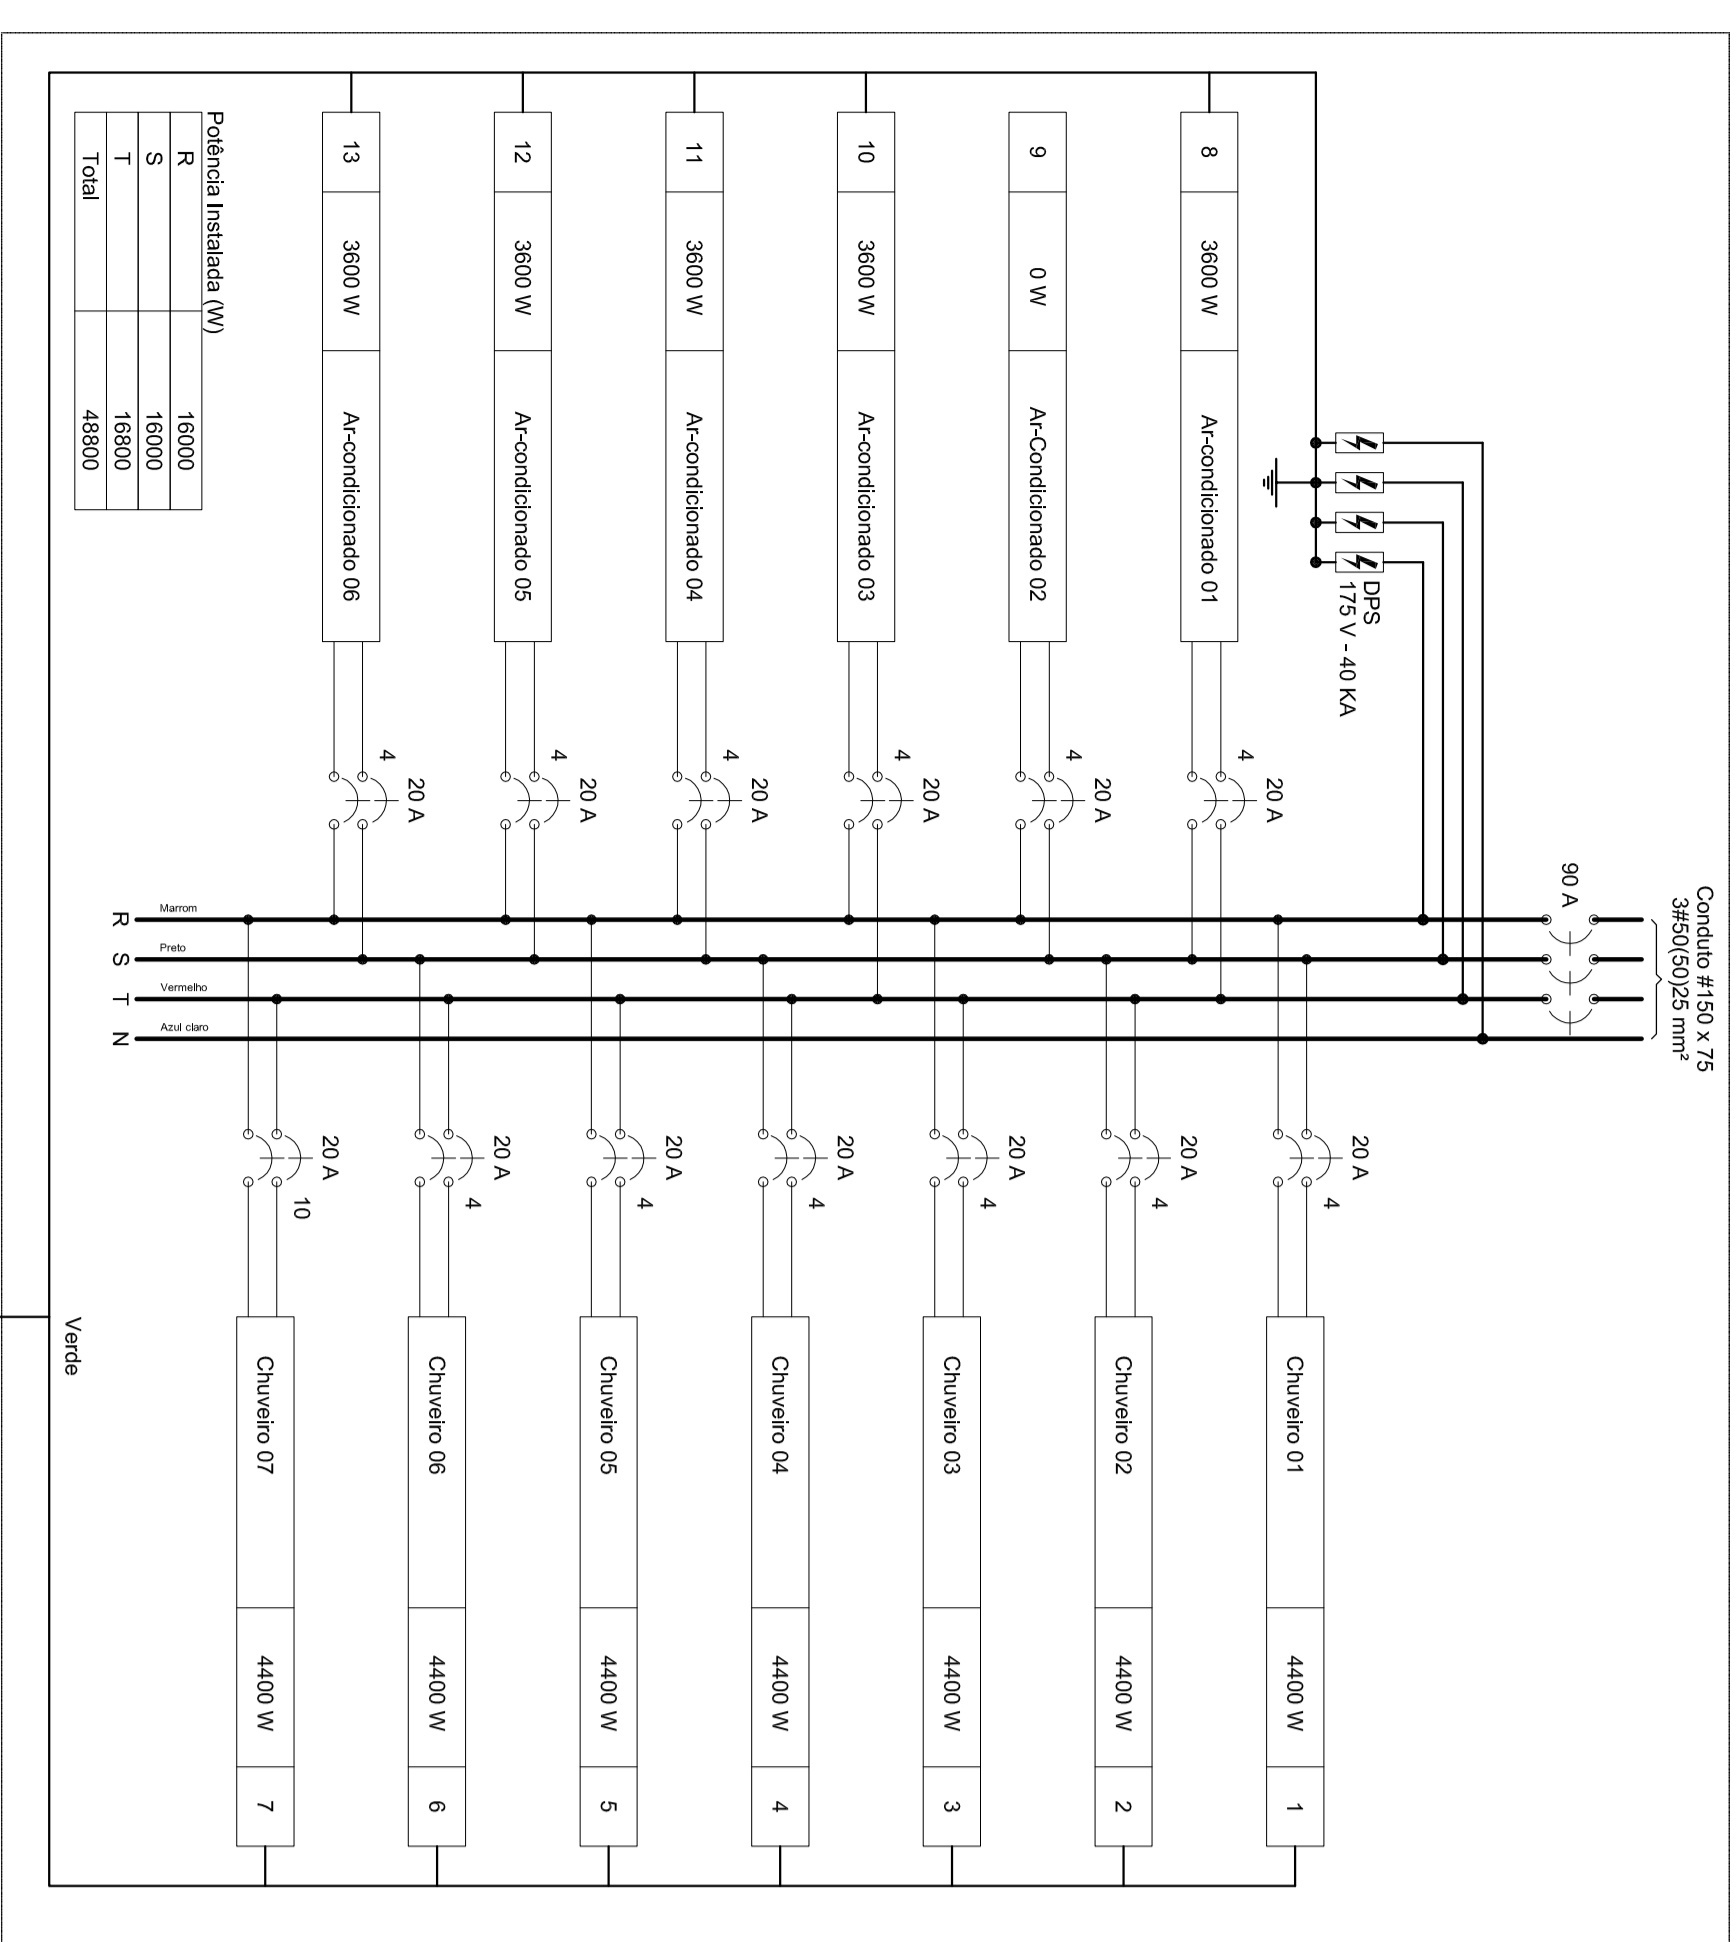 Conduto #150 x 75
3#50(50)25 mm²
90 A
DPS
175 V - 40 KA
20 A
4
Chuveiro 01
4400 W
1
8
3600 W
Ar-condicionado 01
4
20 A
20 A
4
Chuveiro 02
4400 W
2
9
0 W
Ar-Condicionado 02
4
20 A
20 A
4
Chuveiro 03
4400 W
3
10
3600 W
Ar-condicionado 03
4
20 A
20 A
4
Chuveiro 04
4400 W
4
11
3600 W
Ar-condicionado 04
4
20 A
20 A
4
Chuveiro 05
4400 W
5
12
3600 W
Ar-condicionado 05
4
20 A
20 A
4
Chuveiro 06
4400 W
6
13
3600 W
Ar-condicionado 06
4
20 A
20 A
10
Chuveiro 07
4400 W
7
Potência Instalada (W)
R 16000
S 16000
T 16800
Total 48800
Marrom
Preto
Vermelho
Azul claro
R
S
T
N
Verde